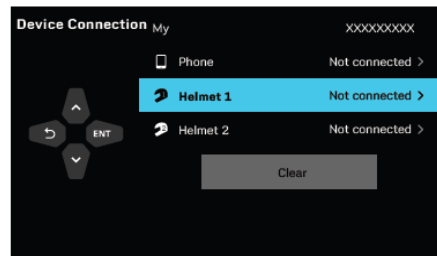 Device Connection My XXXXXXXXX
Phone Not connected >
Helmet 1 Not connected >
ENT
Helmet 2 Not connected >
Clear